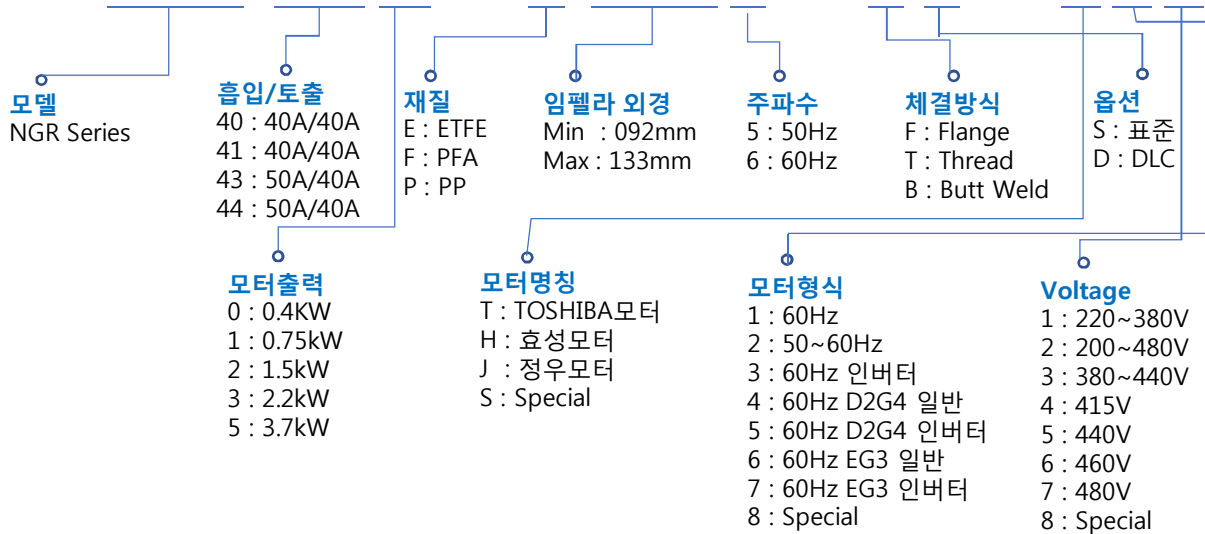 모델
NGR Series
흡입/토출
40 : 40A/40A
41 : 40A/40A
43 : 50A/40A
44 : 50A/40A
재질
E : ETFE
F : PFA
P : PP
임펠라 외경
Min : 092mm
Max : 133mm
주파수
5 : 50Hz
6 : 60Hz
체결방식
F : Flange
T : Thread
B : Butt Weld
옵션
S : 표준
D : DLC
모터출력
0 : 0.4KW
1 : 0.75kW
2 : 1.5kW
3 : 2.2kW
5 : 3.7kW
모터명칭
T : TOSHIBA모터
H : 효성모터
J : 정우모터
S : Special
모터형식
1 : 60Hz
2 : 50~60Hz
3 : 60Hz 인버터
4 : 60Hz D2G4 일반
5 : 60Hz D2G4 인버터
6 : 60Hz EG3 일반
7 : 60Hz EG3 인버터
8 : Special
Voltage
1 : 220~380V
2 : 200~480V
3 : 380~440V
4 : 415V
5 : 440V
6 : 460V
7 : 480V
8 : Special